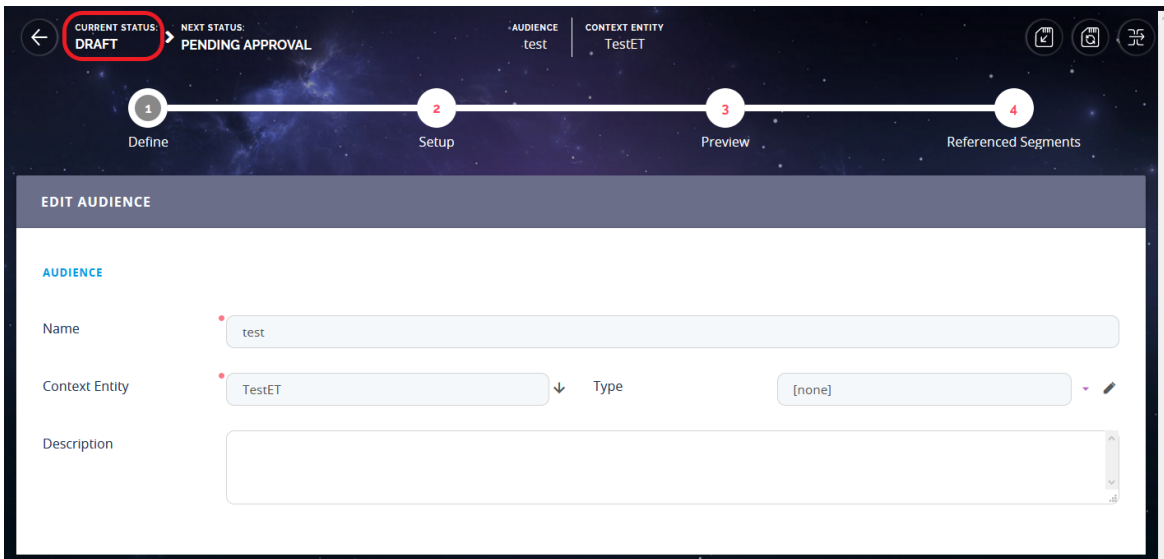 CURRENT STATUS: NEXT STATUS:
DRAFT PENDING APPROVAL
AUDIENCE CONTEXT ENTITY
test TestET
1 2 3 4
Define Setup Preview Referenced Segments
EDIT AUDIENCE
AUDIENCE
Name test
Context Entity TestET Type [none]
Description